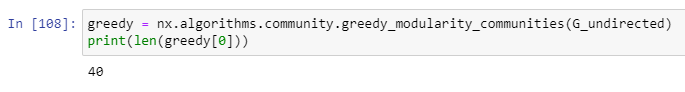 In [108]: greedy = nx.algorithms.community.greedy_modularity_communities(G_undirected)
print(len(greedy[0]))
40